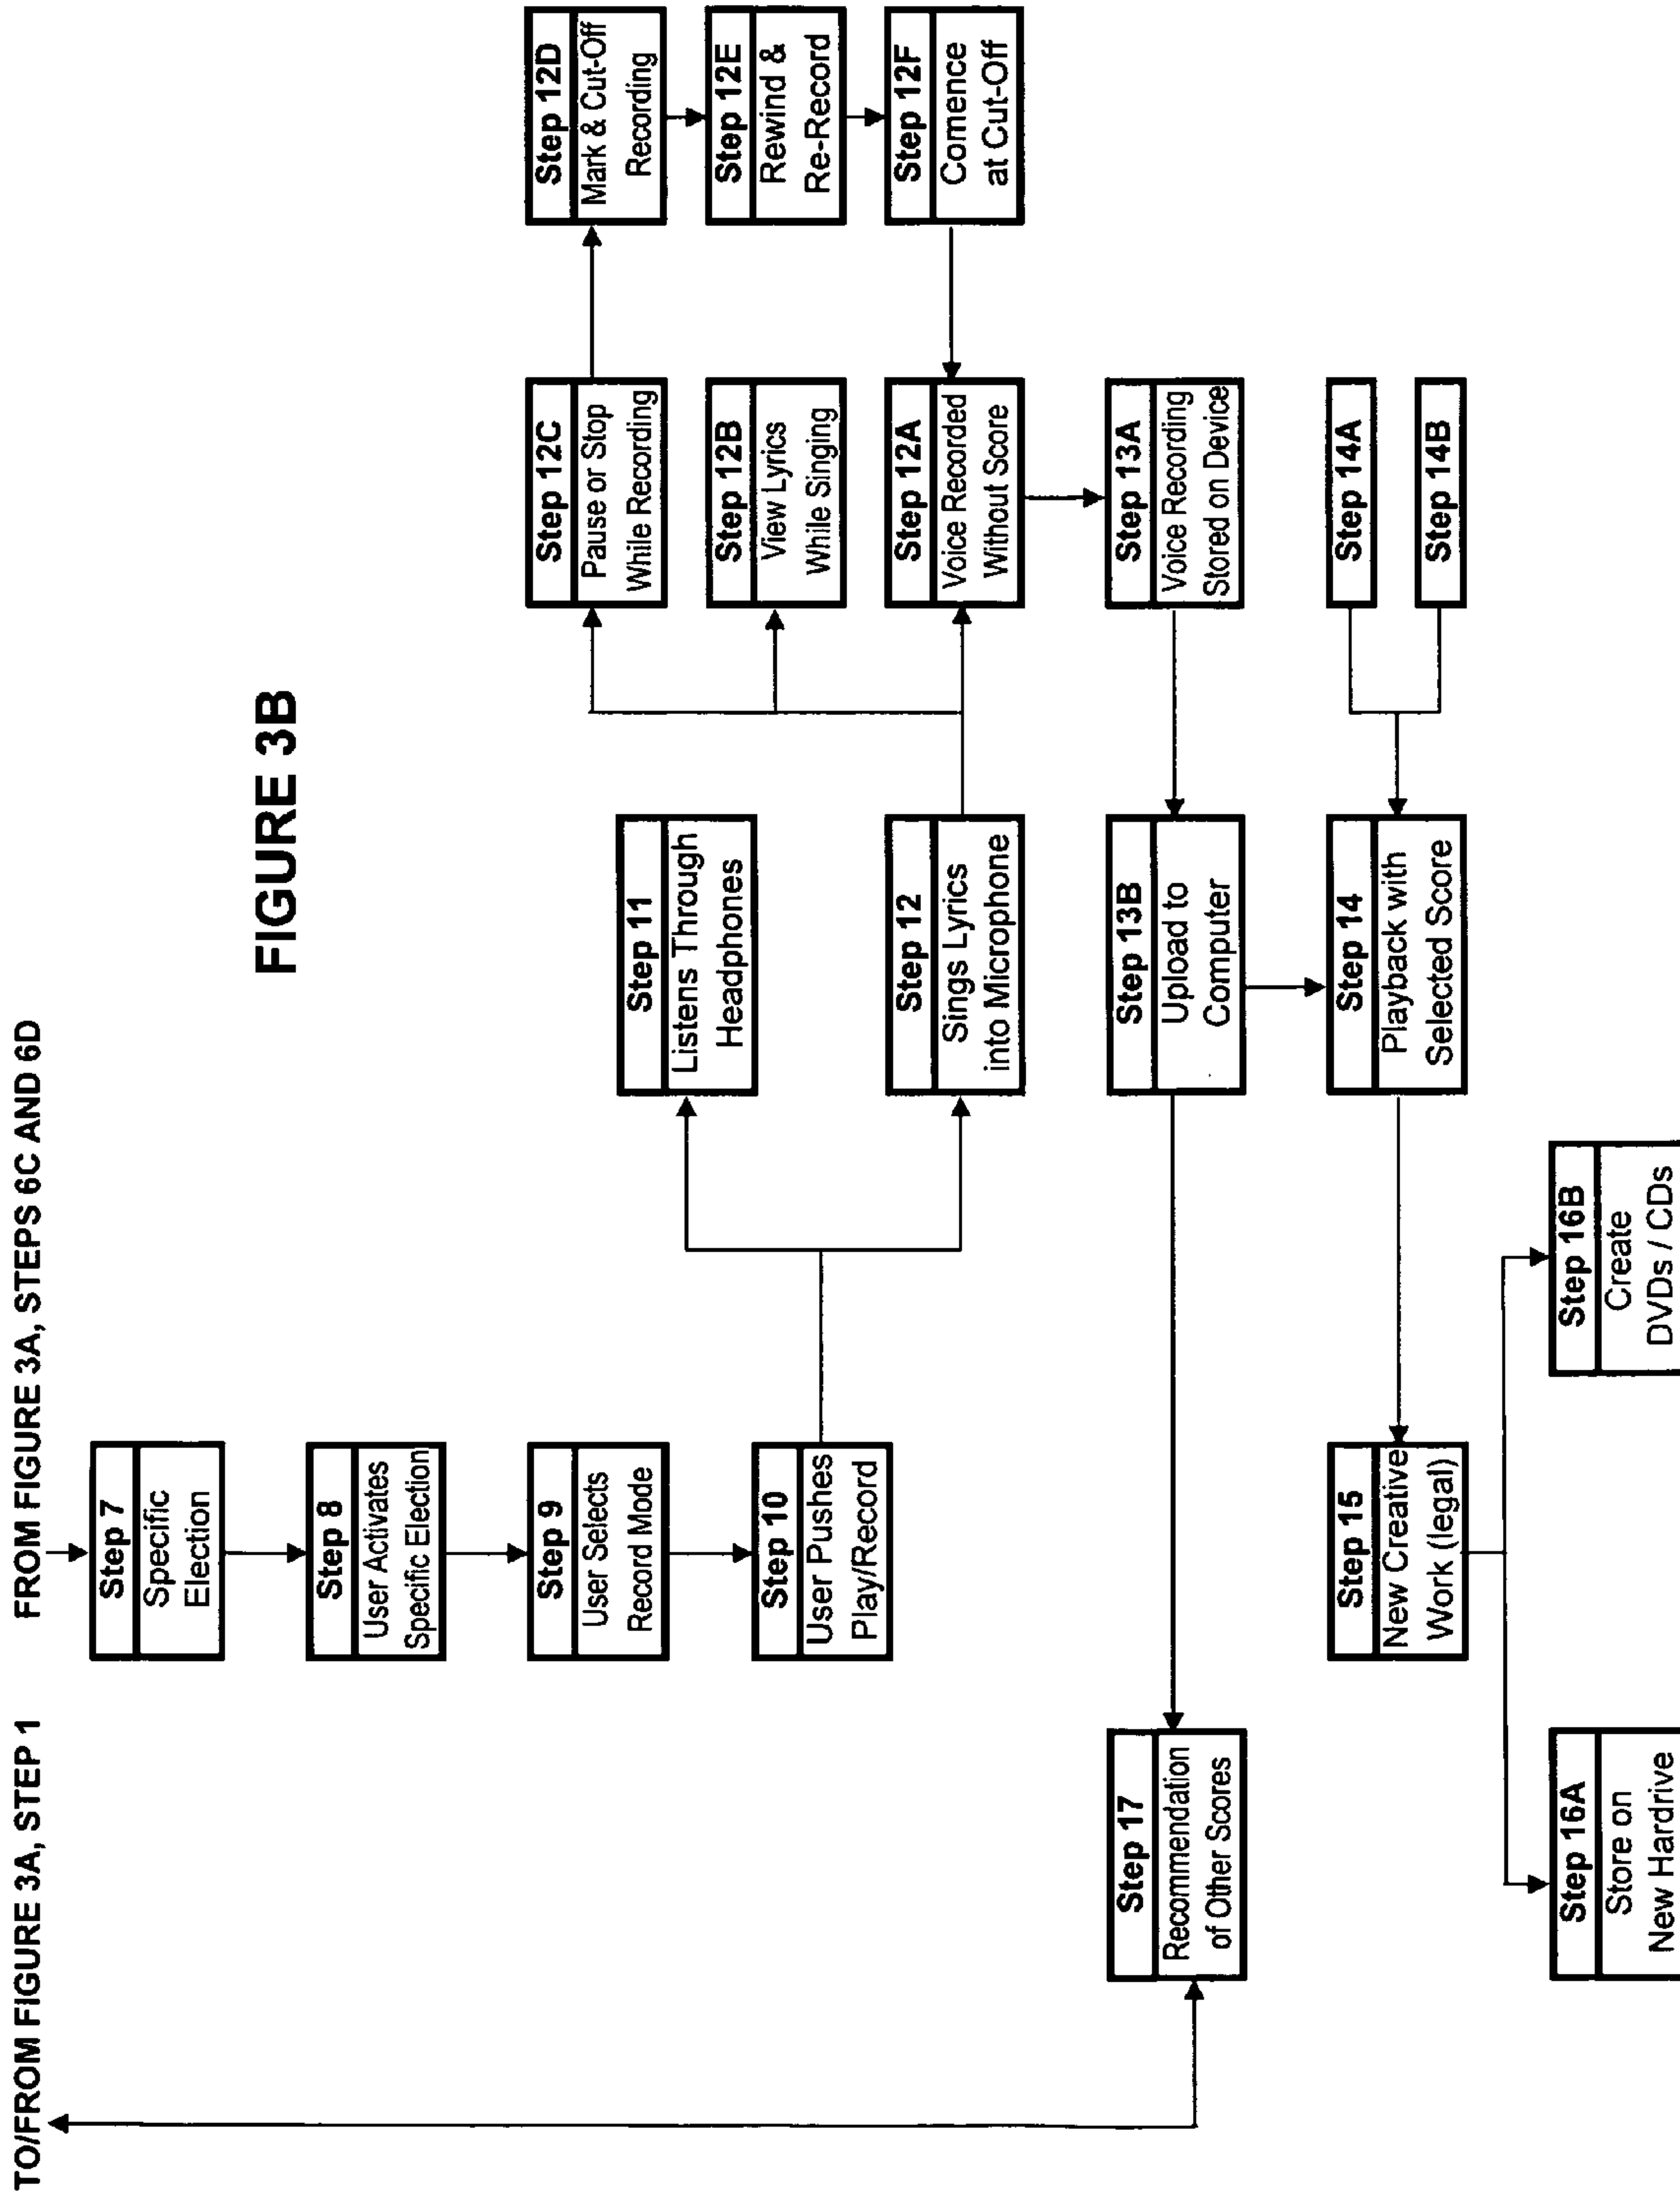 TO/FROM FIGURE 3A, STEP 1
FROM FIGURE 3A, STEPS 6C AND 6D
FIGURE 3B
Step 7
Specific
Election
Step 8
User Activates
Specific Election
Step 9
User Selects
Record Mode
Step 10
User Pushes
Play/Record
Step 11
Listens Through
Headphones
Step 12
Sings Lyrics
into Microphone
Step 12C
Pause or Stop
While Recording
Step 12B
View Lyrics
While Singing
Step 12A
Voice Recorded
Without Score
Step 12D
Mark & Cut-Off
Recording
Step 12E
Rewind &
Re-Record
Step 12F
Comence
at Cut-Off
Step 13A
Voice Recording
Stored on Device
Step 13B
Upload to
Computer
Step 17
Recommendation
of Other Scores
Step 14A
Step 14B
Step 14
Playback with
Selected Score
Step 15
New Creative
Work (legal)
Step 16A
Store on
New Hardrive
Step 16B
Create
DVDs / CDs